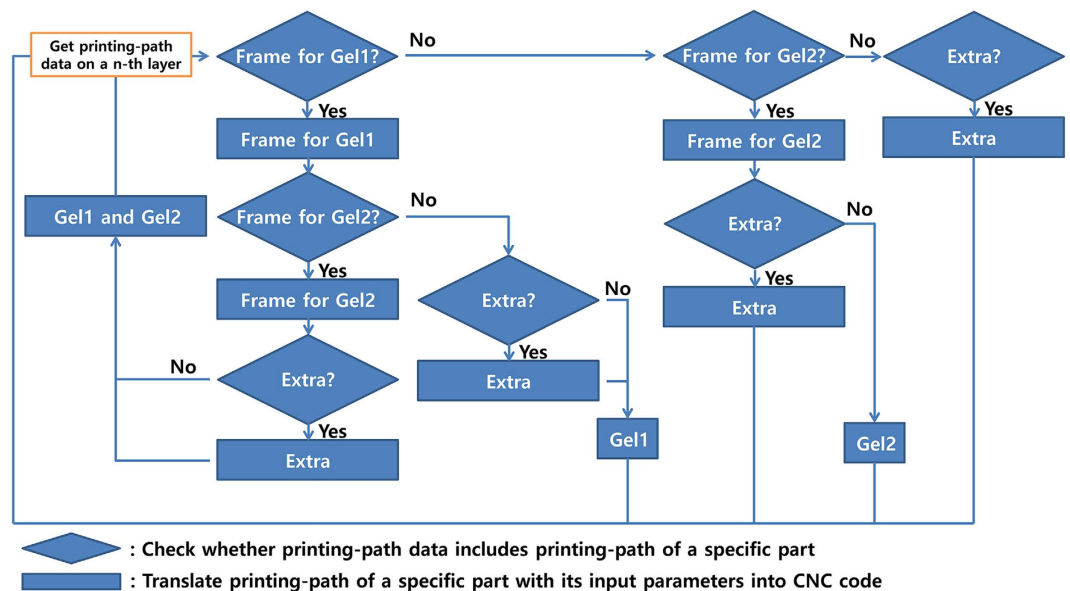 Get printing-path
data on a n-th layer
Frame for Gel1?
No
Frame for Gel2?
No
Extra?
Yes
Yes
Yes
Frame for Gel1
Frame for Gel2
Extra
Gel1 and Gel2
Frame for Gel2?
No
Extra?
No
Yes
Yes
Frame for Gel2
Extra?
No
Extra
Yes
No
Extra?
Extra
Yes
Gel1
Gel2
Extra
: Check whether printing-path data includes printing-path of a specific part
: Translate printing-path of a specific part with its input parameters into CNC code